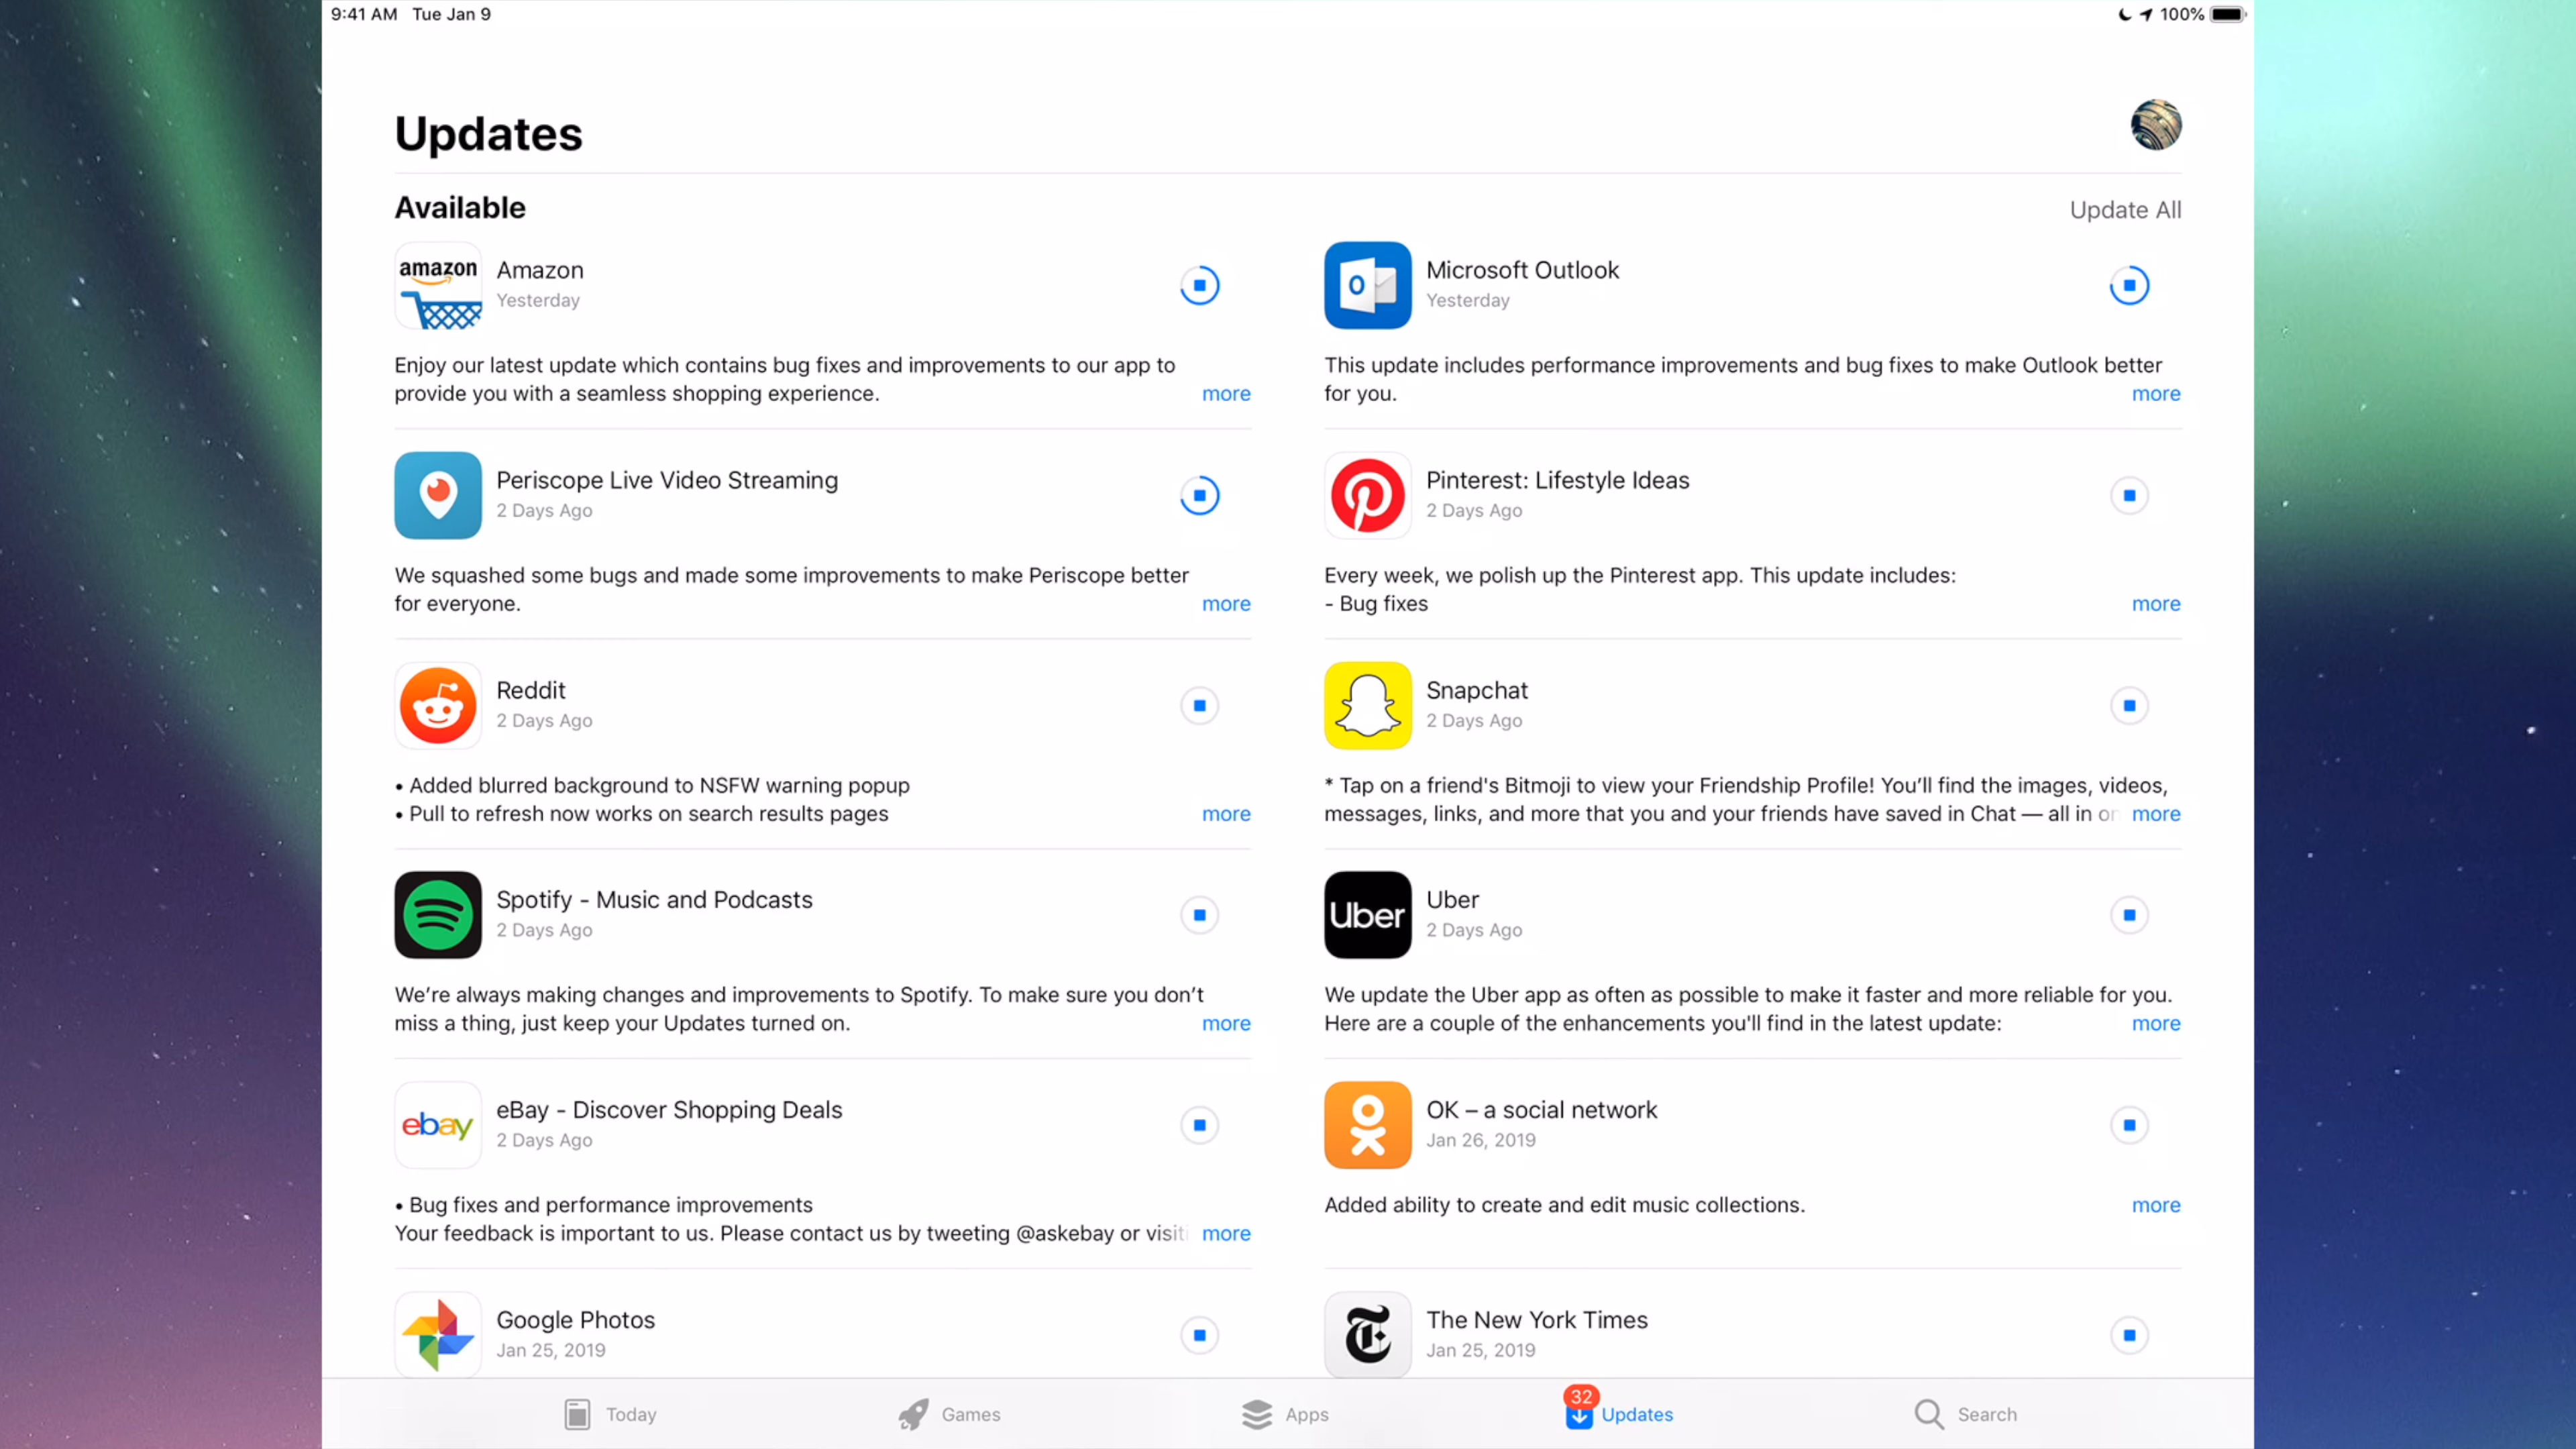 9:41 AM Tue Jan 9
100%
Updates
Available
Update All
amazon
Amazon
Yesterday
Enjoy our latest update which contains bug fixes and improvements to our app to
provide you with a seamless shopping experience.
more
O
Microsoft Outlook
Yesterday
This update includes performance improvements and bug fixes to make Outlook better
for you.
more
Periscope Live Video Streaming
2 Days Ago
We squashed some bugs and made some improvements to make Periscope better
for everyone.
more
Pinterest: Lifestyle Ideas
2 Days Ago
Every week, we polish up the Pinterest app. This update includes:
- Bug fixes
more
Reddit
2 Days Ago
• Added blurred background to NSFW warning popup
• Pull to refresh now works on search results pages
more
Snapchat
2 Days Ago
* Tap on a friend's Bitmoji to view your Friendship Profile! You’ll find the images, videos,
messages, links, and more that you and your friends have saved in Chat — all in
more
Spotify - Music and Podcasts
2 Days Ago
We’re always making changes and improvements to Spotify. To make sure you don’t
miss a thing, just keep your Updates turned on.
more
Uber
Uber
2 Days Ago
We update the Uber app as often as possible to make it faster and more reliable for you.
Here are a couple of the enhancements you'll find in the latest update:
more
ebay
eBay - Discover Shopping Deals
2 Days Ago
• Bug fixes and performance improvements
Your feedback is important to us. Please contact us by tweeting @askebay or
more
OK – a social network
Jan 26, 2019
Added ability to create and edit music collections.
more
Google Photos
Jan 25, 2019
The New York Times
Jan 25, 2019
Today
Games
Apps
32
Updates
Search